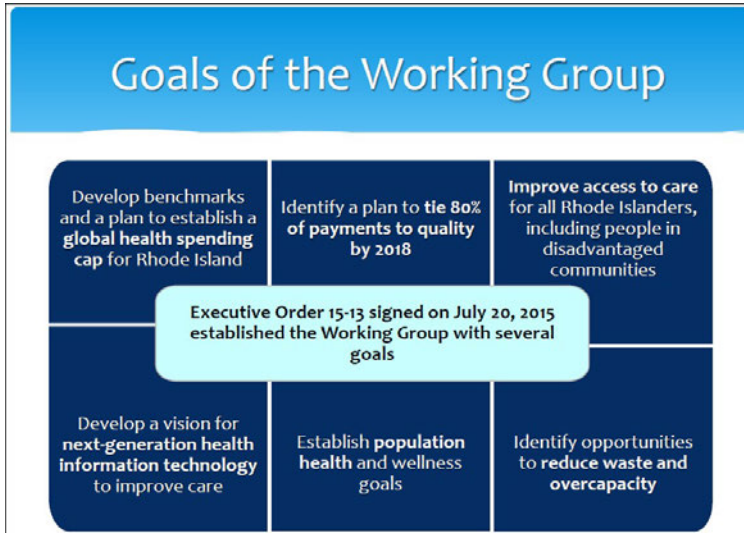 Goals of the Working Group
Develop benchmarks
and a plan to establish a
global health spending
cap for Rhode Island
Identify a plan to tie 80%
of payments to quality
by 2018
Improve access to care
for all Rhode Islanders,
including people in
disadvantaged
communities
Executive Order 15-13 signed on July 20, 2015
established the Working Group with several
goals
Develop a vision for
next-generation health
information technology
to improve care
Establish population
health and wellness
goals
Identify opportunities
to reduce waste and
overcapacity